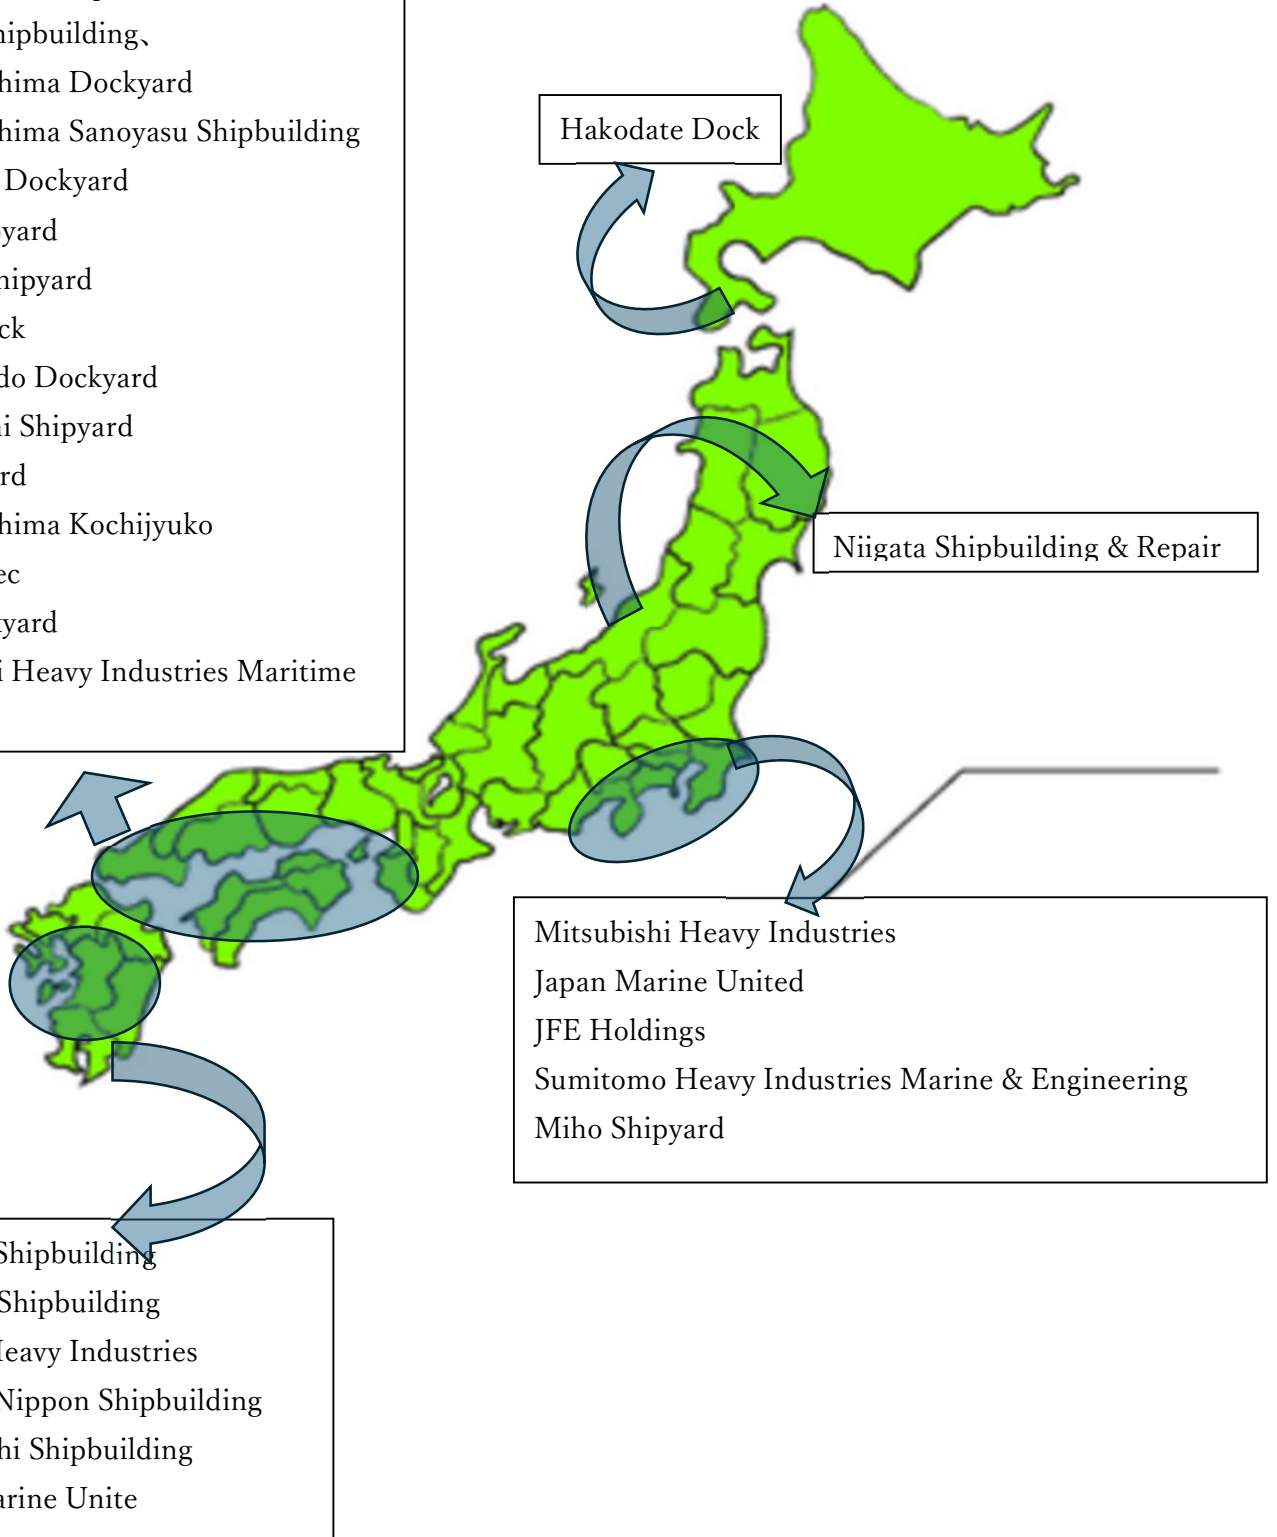 hipbuilding、
hima Dockyard
hima Sanoyasu Shipbuilding
Dockyard
yard
hipyard
ck
do Dockyard
i Shipyard
rd
hima Kochijyuko
ec
yard
i Heavy Industries Maritime
Hakodate Dock
Niigata Shipbuilding & Repair
Mitsubishi Heavy Industries
Japan Marine United
JFE Holdings
Sumitomo Heavy Industries Marine & Engineering
Miho Shipyard
Shipbuilding
Shipbuilding
Heavy Industries
Nippon Shipbuilding
hi Shipbuilding
arine Unite